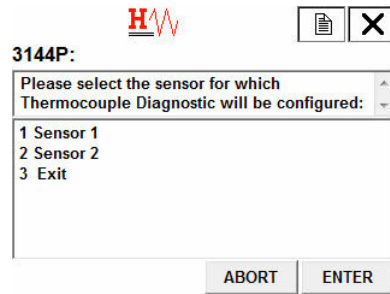 H
3144P:
Please select the sensor for which
Thermocouple Diagnostic will be configured:
1 Sensor 1
2 Sensor 2
3 Exit
ABORT ENTER